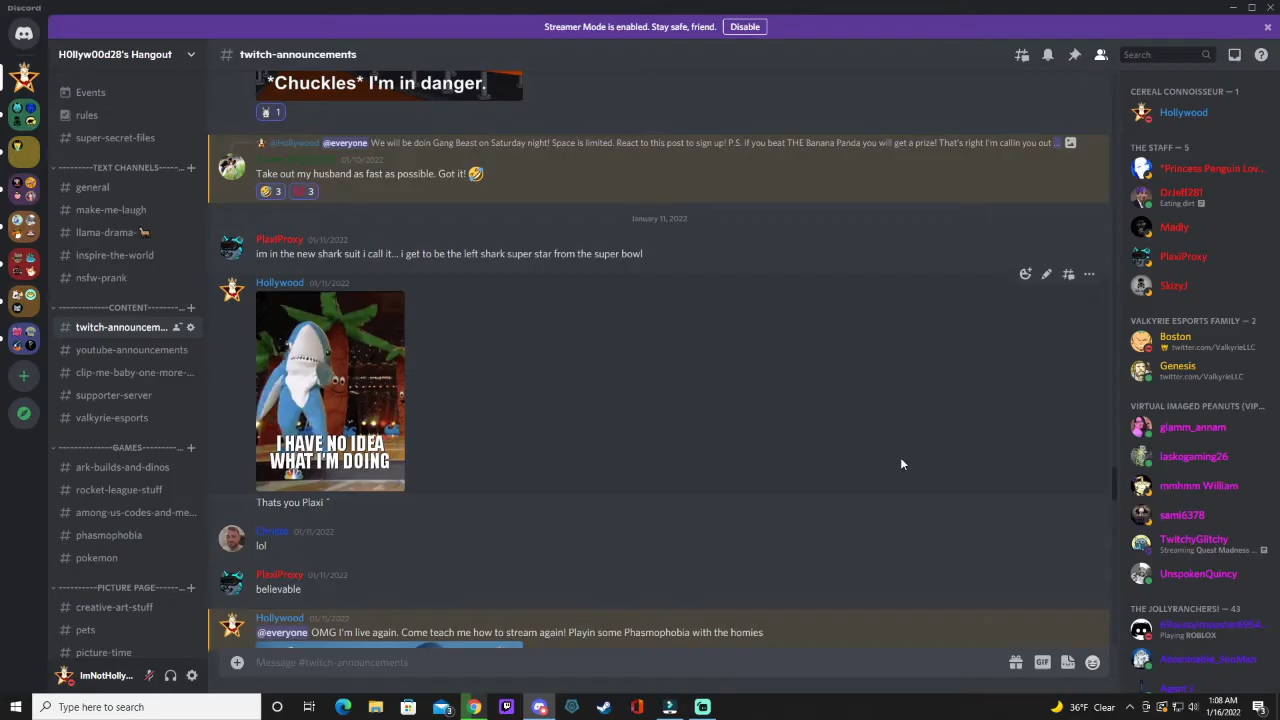 Discord
Streamer Mode is enabled. Stay safe, friend. Disable
H0llyw00d28's Hangout
# twitch-announcements
Search
Events
rules
super-secret-files
TEXT CHANNELS
general
make-me-laugh
llama-drama-🦙
inspire-the-world
nsfw-prank
------------CONTENT-------
twitch-announcem...
youtube-announcements
clip-me-baby-one-more-...
supporter-server
valkyrie-esports
GAMES
ark-builds-and-dinos
rocket-league-stuff
among-us-codes-and-me...
phasmophobia
pokemon
PICTURE PAGE
creative-art-stuff
pets
picture-time
ImNotHolly...
*Chuckles* I'm in danger.
1
@Hollywood @everyone We will be doin Gang Beast on Saturday night! Space is limited. React to this post to sign up! P.S. if you beat THE Banana Panda you will get a prize! That's right I'm callin you out ...
01/10/2022
Take out my husband as fast as possible. Got it! 🤣
🤣 3 3
January 11, 2022
PlaxiProxy 01/11/2022
im in the new shark suit i call it... i get to be the left shark super star from the super bowl
Hollywood 01/11/2022
I HAVE NO IDEA
WHAT I'M DOING
Thats you Plaxi ^
01/11/2022
lol
PlaxiProxy 01/11/2022
believable
Hollywood 01/11/2022
@everyone OMG I'm live again. Come teach me how to stream again! Playin some Phasmophobia with the homies
Message #twitch-announcements
GIF
CEREAL CONNOISSEUR — 1
Hollywood
THE STAFF — 5
*Princess Penguin Lov...
DrJeff281
Eating dirt
Madly
PlaxiProxy
SkizyJ
VALKYRIE ESPORTS FAMILY — 2
Boston
twitter.com/ValkyrieLLC
Genesis
twitter.com/ValkyrieLLC
VIRTUAL IMAGED PEANUTS (VIP...
glamm_annam
laskogaming26
mmhmm William
sami6378
TwitchyGlitchy
Streaming Quest Madness ...
UnspokenQuincy
THE JOLLYRANCHERS! — 43
Playing ROBLOX
Type here to search
36°F Clear
1:08 AM
1/16/2022